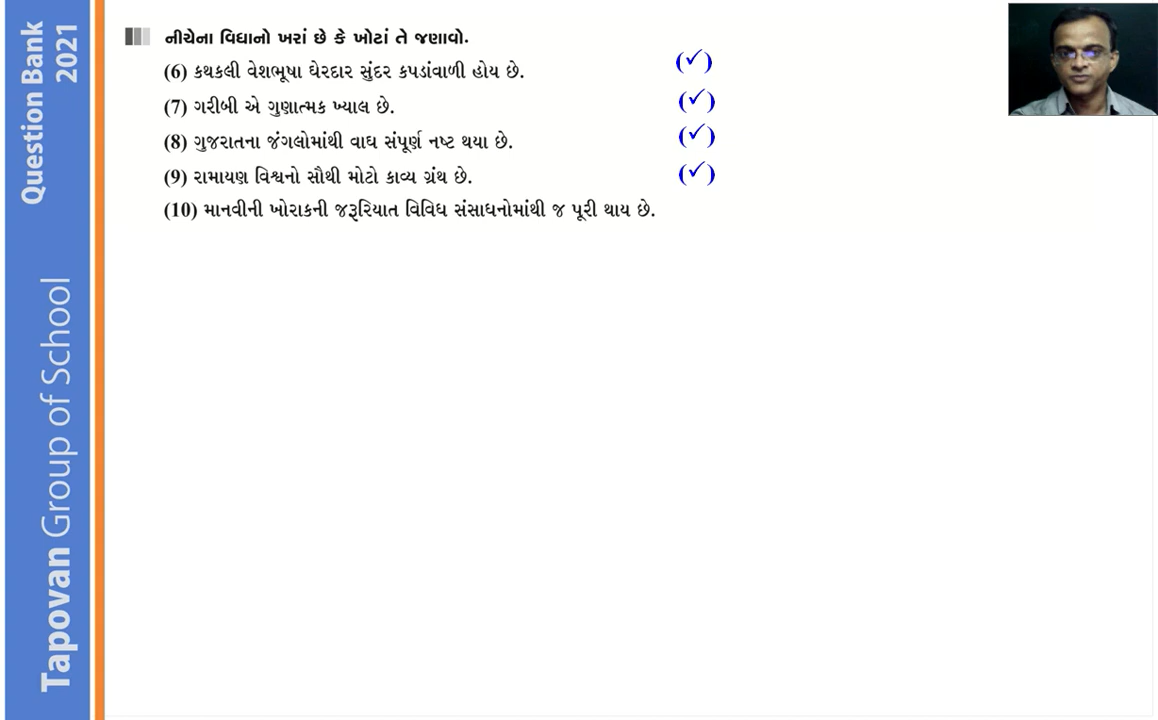 Question Bank
2021
Tapovan Group of School
નીચેના વિધાનો ખરાં છે કે ખોટાં તે જણાવો.
(6) કથકલી વેશભૂષા ઘેરદાર સુંદર કપડાંવાળી હોય છે. (✓)
(7) ગરીબી એ ગુણાત્મક ખ્યાલ છે. (✓)
(8) ગુજરાતના જંગલોમાંથી વાઘ સંપૂર્ણ નષ્ટ થયા છે. (✓)
(9) રામાયણ વિશ્વનો સૌથી મોટો કાવ્ય ગ્રંથ છે. (✓)
(10) માનવીની ખોરાકની જરૂરિયાત વિવિધ સંસાધનોમાંથી જ પૂરી થાય છે.